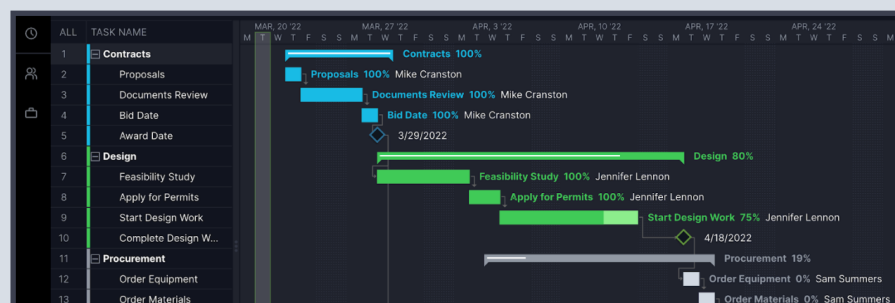 MAR, 20 '22 MAR, 27 '22 APR, 3 '22 APR, 10 '22 APR, 17 '22 APR, 24 '22
ALL TASK NAME M T W T F S S M T W T F S S M T W T F S S M T W T F S S M T W T F S S M T W T F S S M
1 Contracts Contracts 100%
2 Proposals Proposals 100% Mike Cranston
3 Documents Review Documents Review 100% Mike Cranston
4 Bid Date Bid Date 100% Mike Cranston
5 Award Date 3/29/2022
6 Design Design 80%
7 Feasibility Study Feasibility Study 100% Jennifer Lennon
8 Apply for Permits Apply for Permits 100% Jennifer Lennon
9 Start Design Work Start Design Work 75% Jennifer Lennon
10 Complete Design W... 4/18/2022
11 Procurement Procurement 19%
12 Order Equipment Order Equipment 0% Sam Summers
13 Order Materials Order Materials 0% Sam Summers